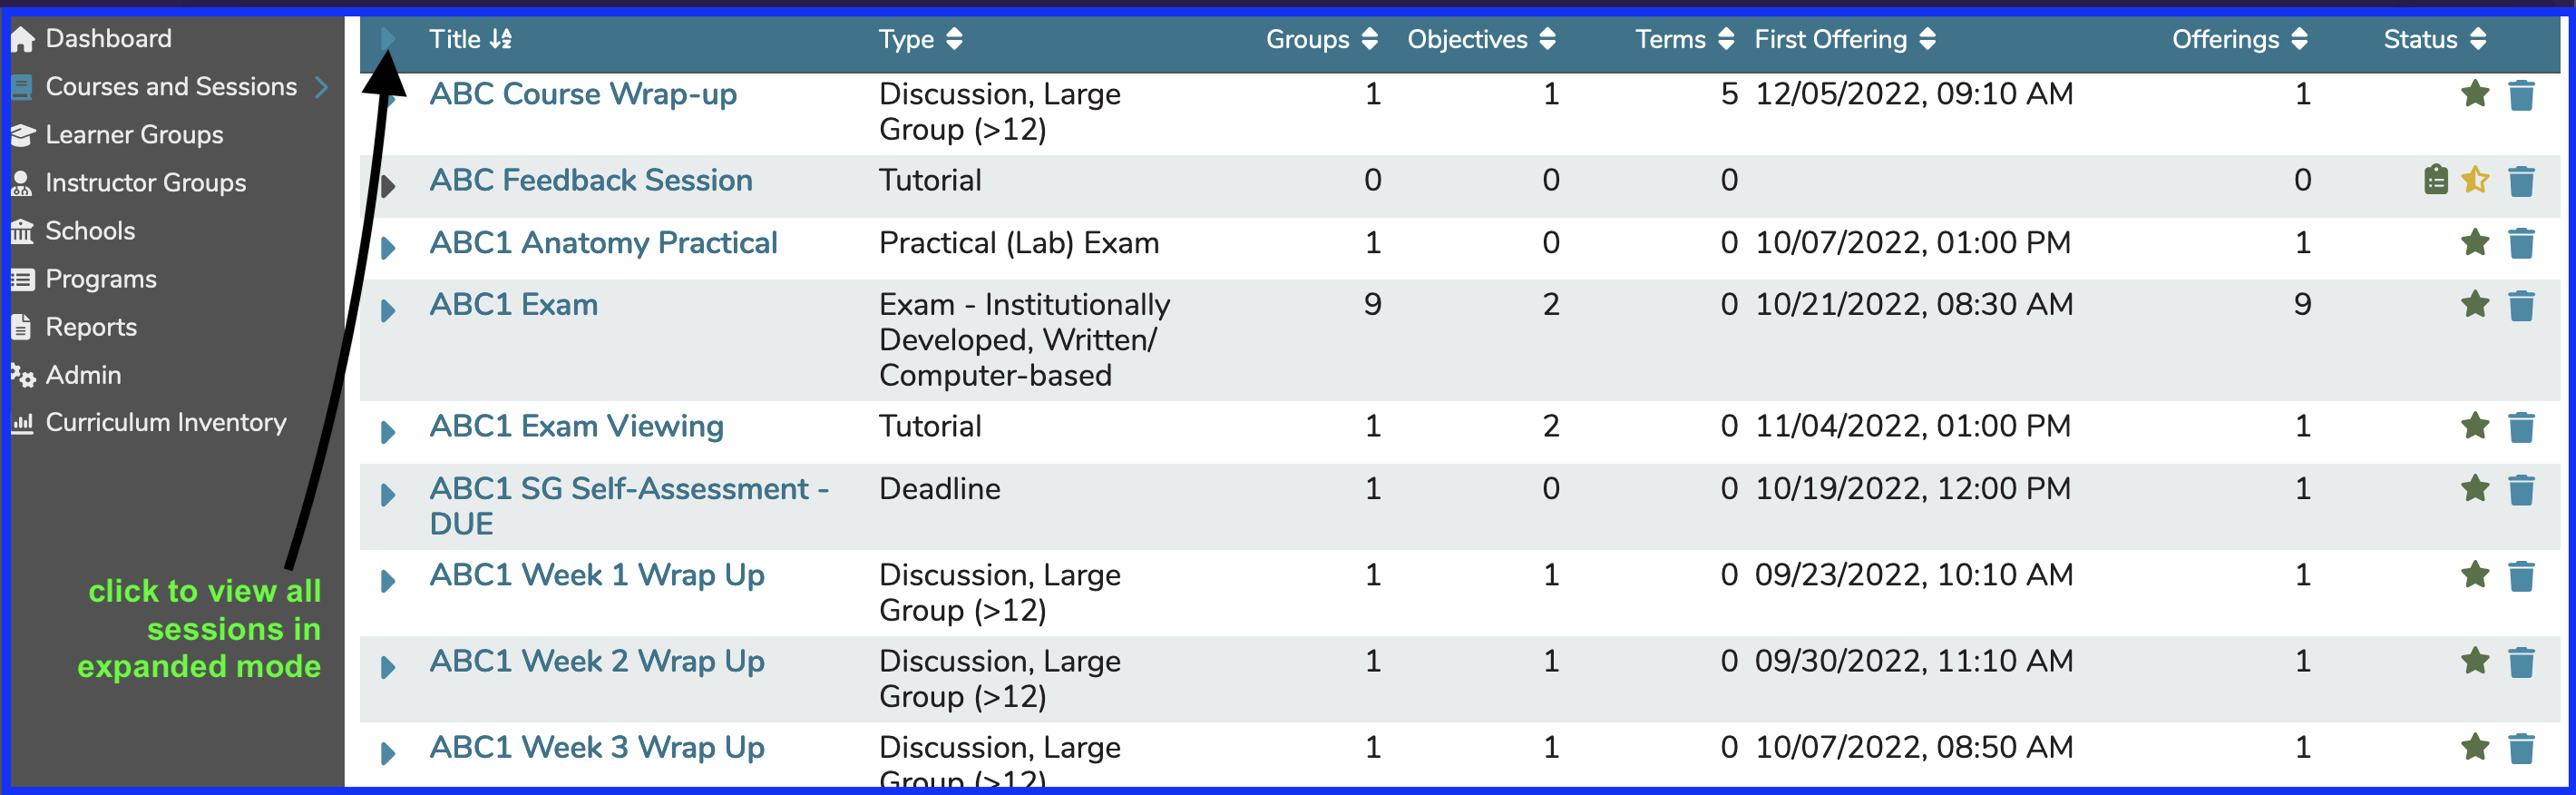 Dashboard
Courses and Sessions
Learner Groups
Instructor Groups
Schools
Programs
Reports
Admin
Curriculum Inventory
click to view all
sessions in
expanded mode
Title Type Groups Objectives Terms First Offering Offerings Status
ABC Course Wrap-up Discussion, Large 1 1 5 12/05/2022, 09:10 AM 1
Group (>12)
ABC Feedback Session Tutorial 0 0 0 0
ABC1 Anatomy Practical Practical (Lab) Exam 1 0 0 10/07/2022, 01:00 PM 1
ABC1 Exam Exam - Institutionally 9 2 0 10/21/2022, 08:30 AM 9
Developed, Written/
Computer-based
ABC1 Exam Viewing Tutorial 1 2 0 11/04/2022, 01:00 PM 1
ABC1 SG Self-Assessment - Deadline 1 0 0 10/19/2022, 12:00 PM 1
DUE
ABC1 Week 1 Wrap Up Discussion, Large 1 1 0 09/23/2022, 10:10 AM 1
Group (>12)
ABC1 Week 2 Wrap Up Discussion, Large 1 1 0 09/30/2022, 11:10 AM 1
Group (>12)
ABC1 Week 3 Wrap Up Discussion, Large 1 1 0 10/07/2022, 08:50 AM 1
Group (>12)